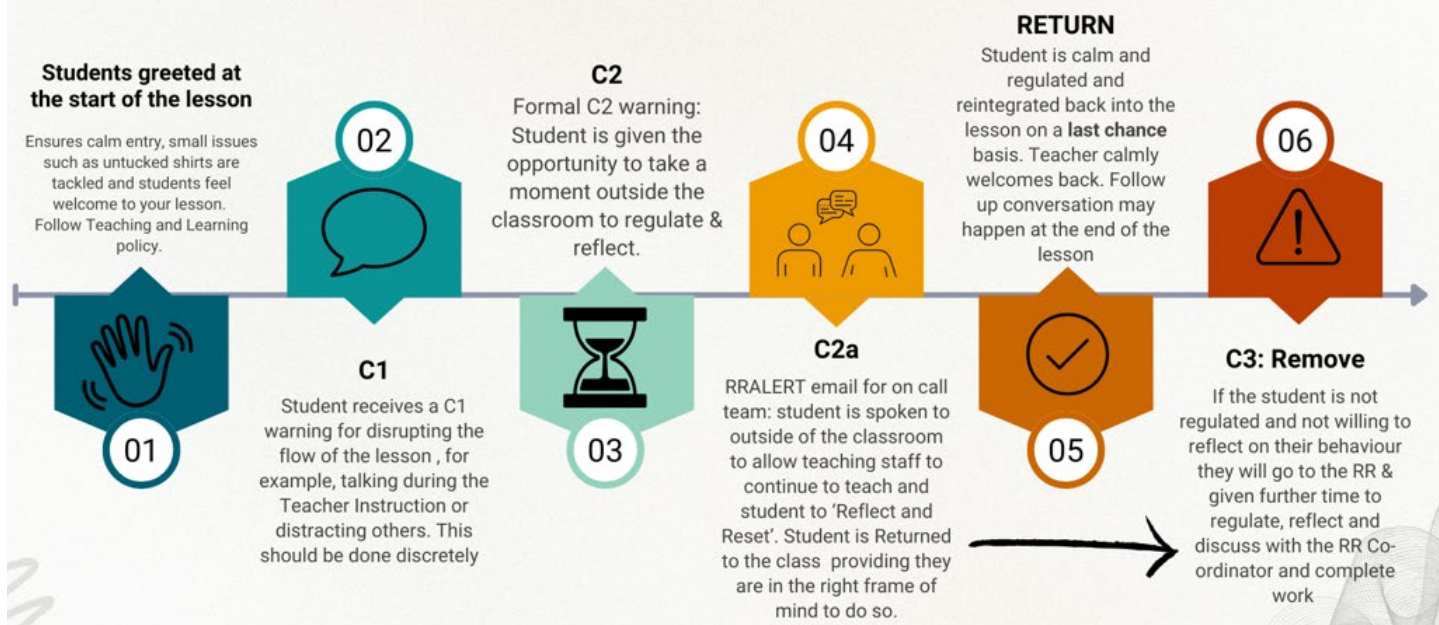 Students greeted at
the start of the lesson
Ensures calm entry, small issues
such as untucked shirts are
tackled and students feel
welcome to your lesson.
Follow Teaching and Learning
policy.
01
02
C1
Student receives a C1
warning for disrupting the
flow of the lesson , for
example, talking during the
Teacher Instruction or
distracting others. This
should be done discretely
C2
Formal C2 warning:
Student is given the
opportunity to take a
moment outside the
classroom to regulate &
reflect.
03
04
C2a
RRALERT email for on call
team: student is spoken to
outside of the classroom
to allow teaching staff to
continue to teach and
student to ‘Reflect and
Reset’. Student is Returned
to the class providing they
are in the right frame of
mind to do so.
RETURN
Student is calm and
regulated and
reintegrated back into the
lesson on a last chance
basis. Teacher calmly
welcomes back. Follow
up conversation may
happen at the end of the
lesson
05
06
C3: Remove
If the student is not
regulated and not willing to
reflect on their behaviour
they will go to the RR &
given further time to
regulate, reflect and
discuss with the RR Co-
ordinator and complete
work